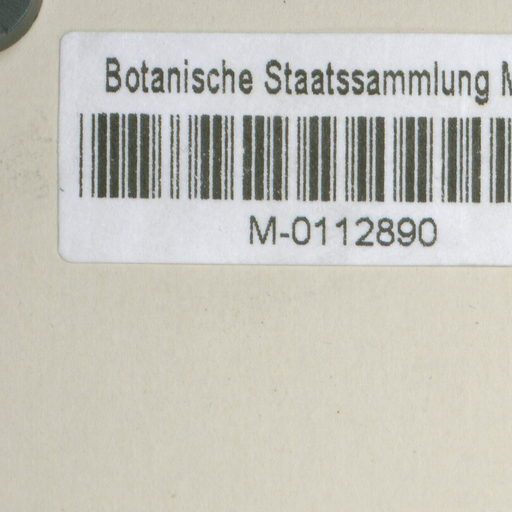 Botanische Staatssammlung M
M-0112890